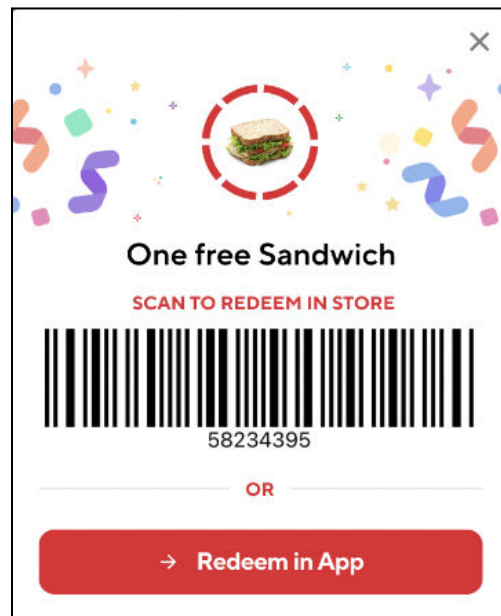 One free Sandwich
SCAN TO REDEEM IN STORE
58234395
OR
→ Redeem in App